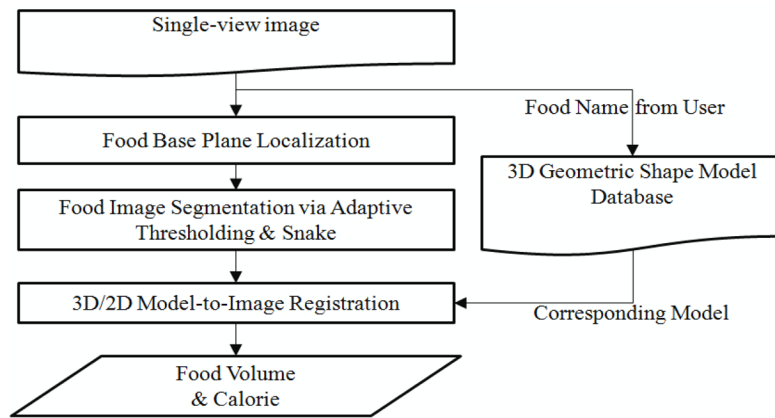 Single-view image
Food Name from User
Food Base Plane Localization
3D Geometric Shape Model
Database
Food Image Segmentation via Adaptive
Thresholding & Snake
3D/2D Model-to-Image Registration
Corresponding Model
Food Volume
& Calorie